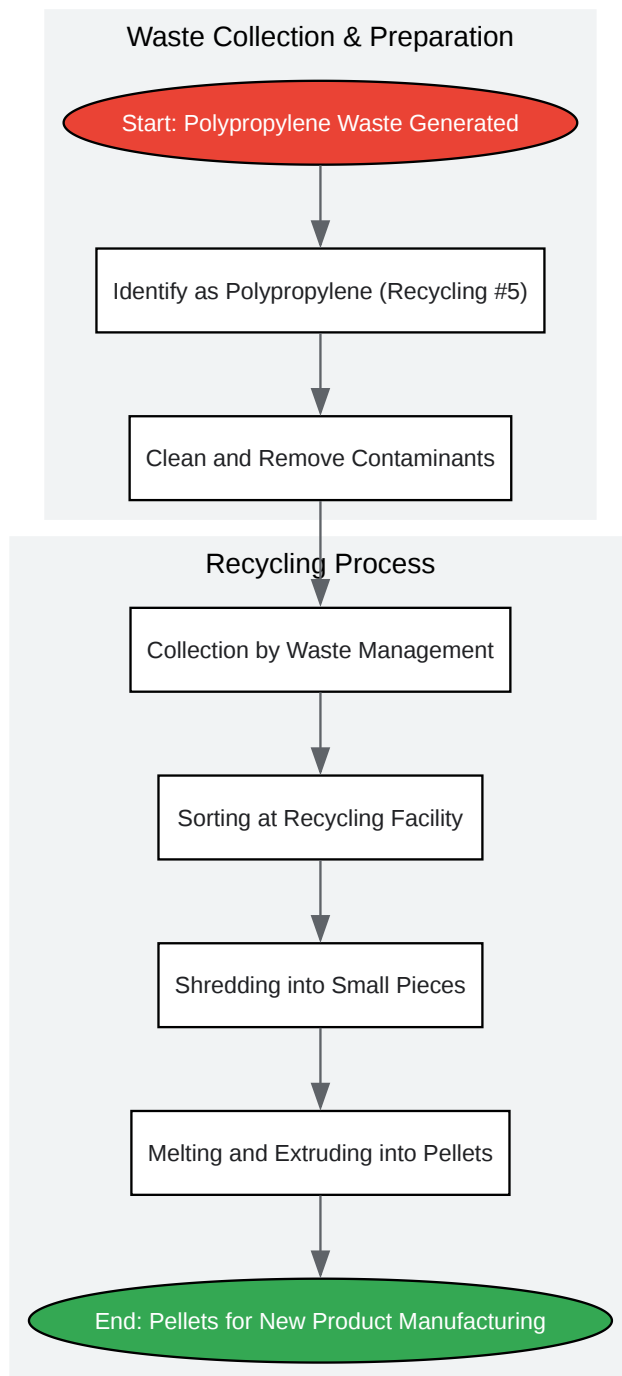 Waste Collection & Preparation
Start: Polypropylene Waste Generated
Identify as Polypropylene (Recycling #5)
Clean and Remove Contaminants
Recycling Process
Collection by Waste Management
Sorting at Recycling Facility
Shredding into Small Pieces
Melting and Extruding into Pellets
End: Pellets for New Product Manufacturing